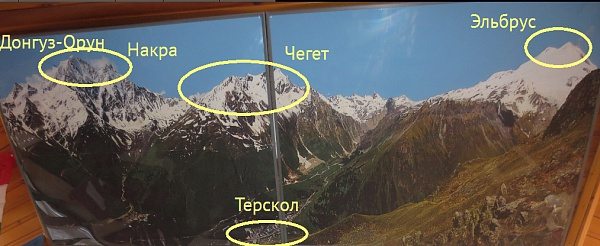 Эльбрус
Донгуз-Орун
Накра
Чегет
Терскол